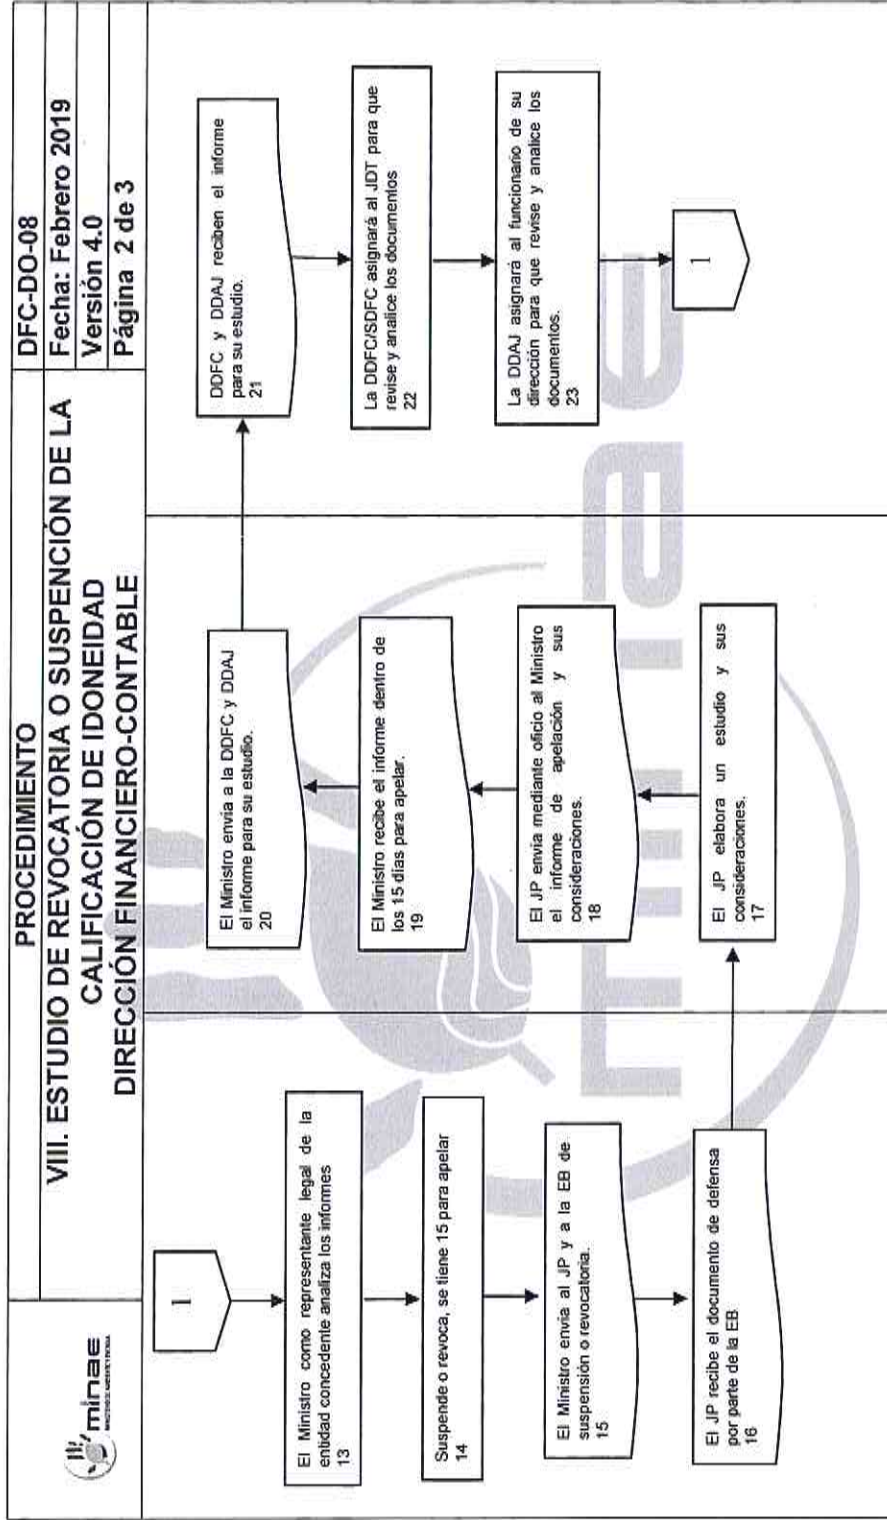 minae
PROCEDIMIENTO
VIII. ESTUDIO DE REVOCATORIA O SUSPENCIÓN DE LA
CALIFICACIÓN DE IDONEIDAD
DIRECCIÓN FINANCIERO-CONTABLE
DFC-DO-08
Fecha: Febrero 2019
Versión 4.0
Página 2 de 3
1
El Ministro como representante legal de la
entidad concedente analiza los informes
13
Suspende o revoca, se tiene 15 para apelar
14
El Ministro envia al JP y a la EB de
suspensión o revocatoria.
15
El JP recibe el documento de defensa
por parte de la EB
16
El Ministro envia a la DDFC y DDAJ
el informe para su estudio.
20
El Ministro recibe el informe dentro de
los 15 días para apelar.
19
El JP envia mediante oficio al Ministro
el informe de apelación y sus
consideraciones.
18
El JP elabora un estudio y sus
consideraciones.
17
DDFC y DDAJ reciben el informe
para su estudio.
21
La DDFC/SDFC asignará al JDT para que
revise y analice los documentos
22
La DDAJ asignará al funcionario de su
dirección para que revise y analice los
documentos.
23
1
minae